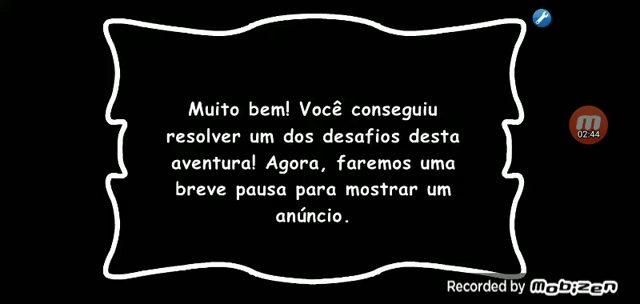 Muito bem! Você conseguiu
resolver um dos desafios desta
aventura! Agora, faremos uma
breve pausa para mostrar um
anúncio.
02:44
Recorded by Mobizen